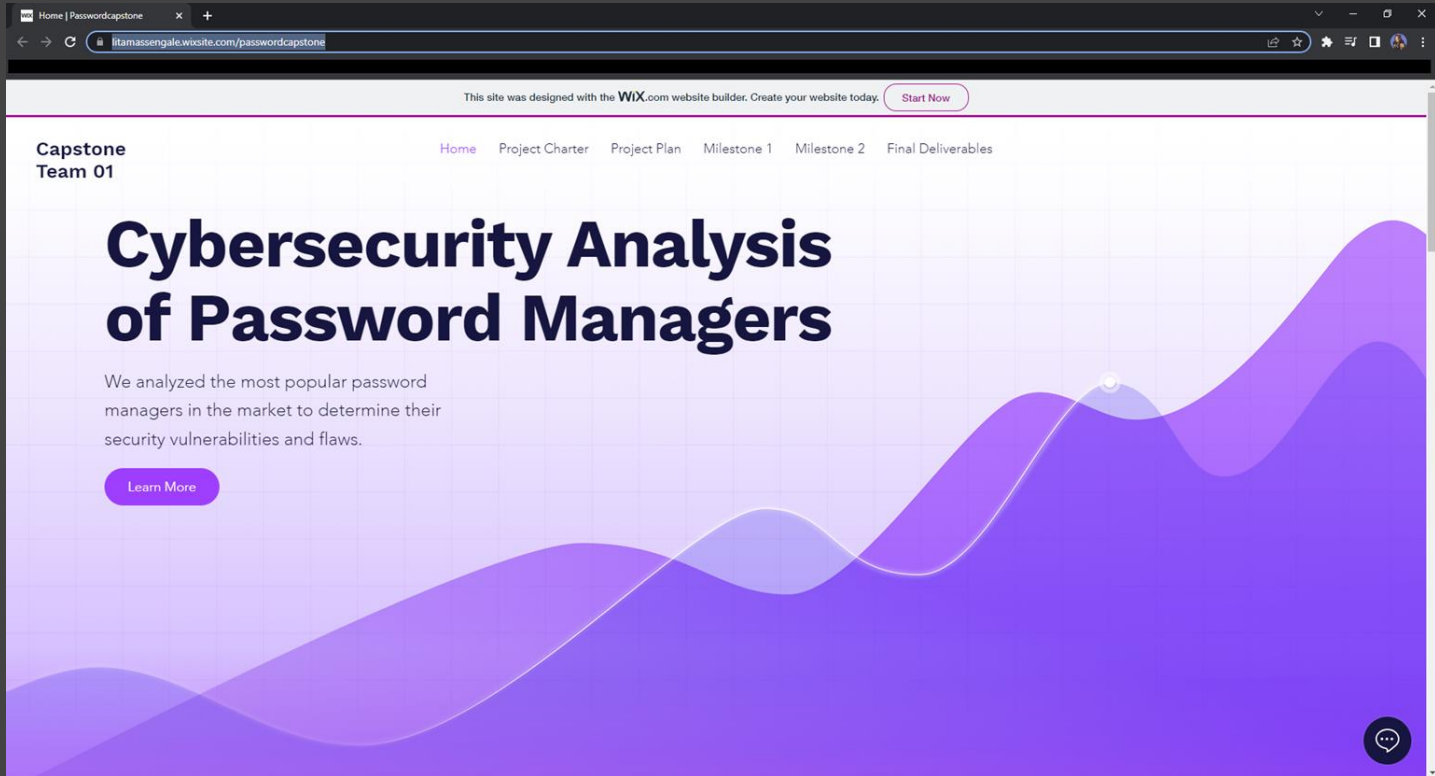 WiX Home | Passwordcapstone
litamassengale.wixsite.com/passwordcapstone
This site was designed with the WiX.com website builder. Create your website today. Start Now
Capstone
Team 01
Home Project Charter Project Plan Milestone 1 Milestone 2 Final Deliverables
Cybersecurity Analysis
of Password Managers
We analyzed the most popular password
managers in the market to determine their
security vulnerabilities and flaws.
Learn More